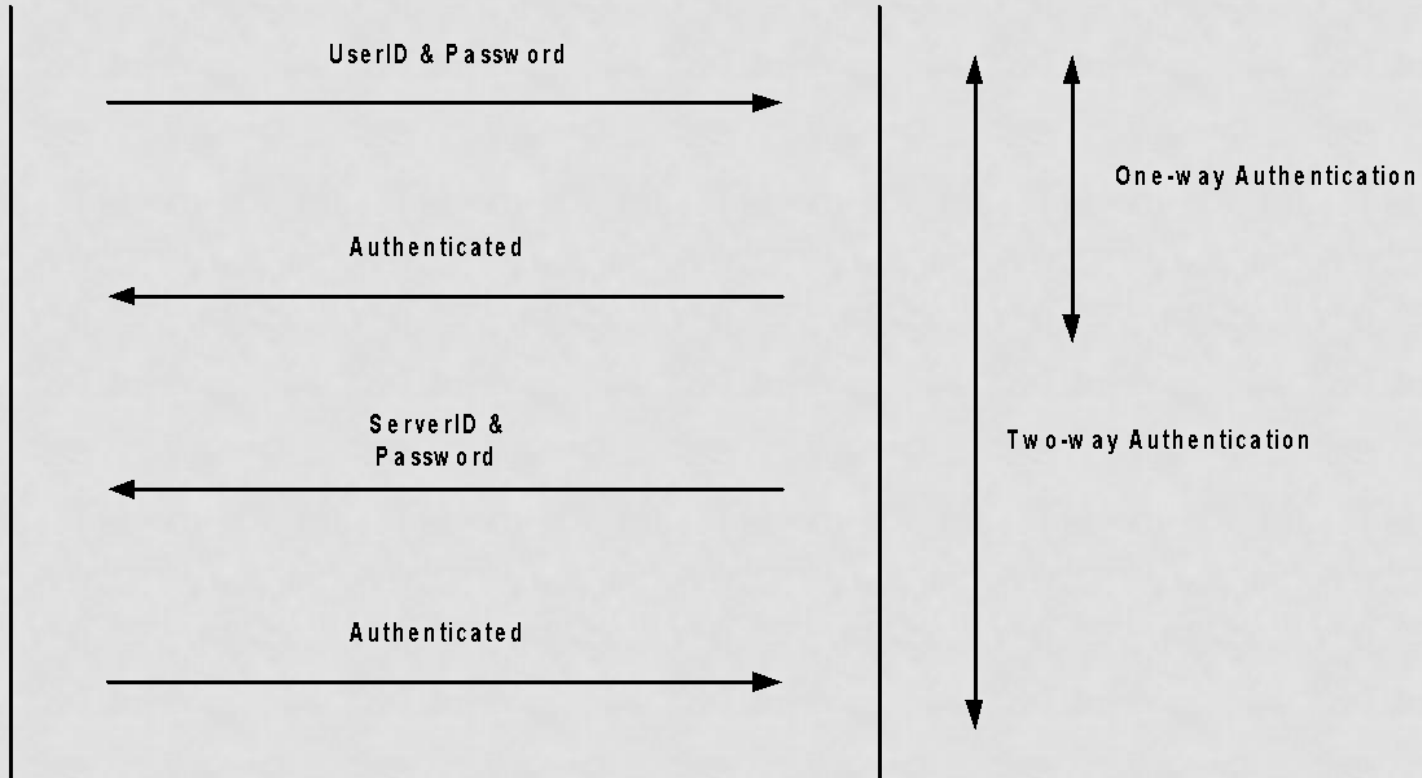 UserID & Password
One-way Authentication
Authenticated
ServerID &
Password
Two-way Authentication
Authenticated